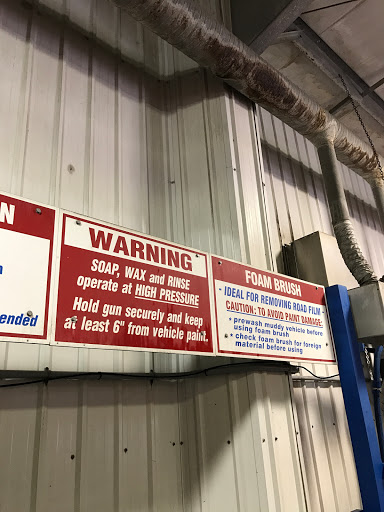 N
ended
WARNING
SOAP, WAX and RINSE
operate at HIGH PRESSURE
Hold gun securely and keep
at least 6" from vehicle paint.
FOAM BRUSH
• IDEAL FOR REMOVING ROAD FILM •
CAUTION: TO AVOID PAINT DAMAGE:
• prewash muddy vehicle before
using foam brush
• check foam brush for foreign
material before using